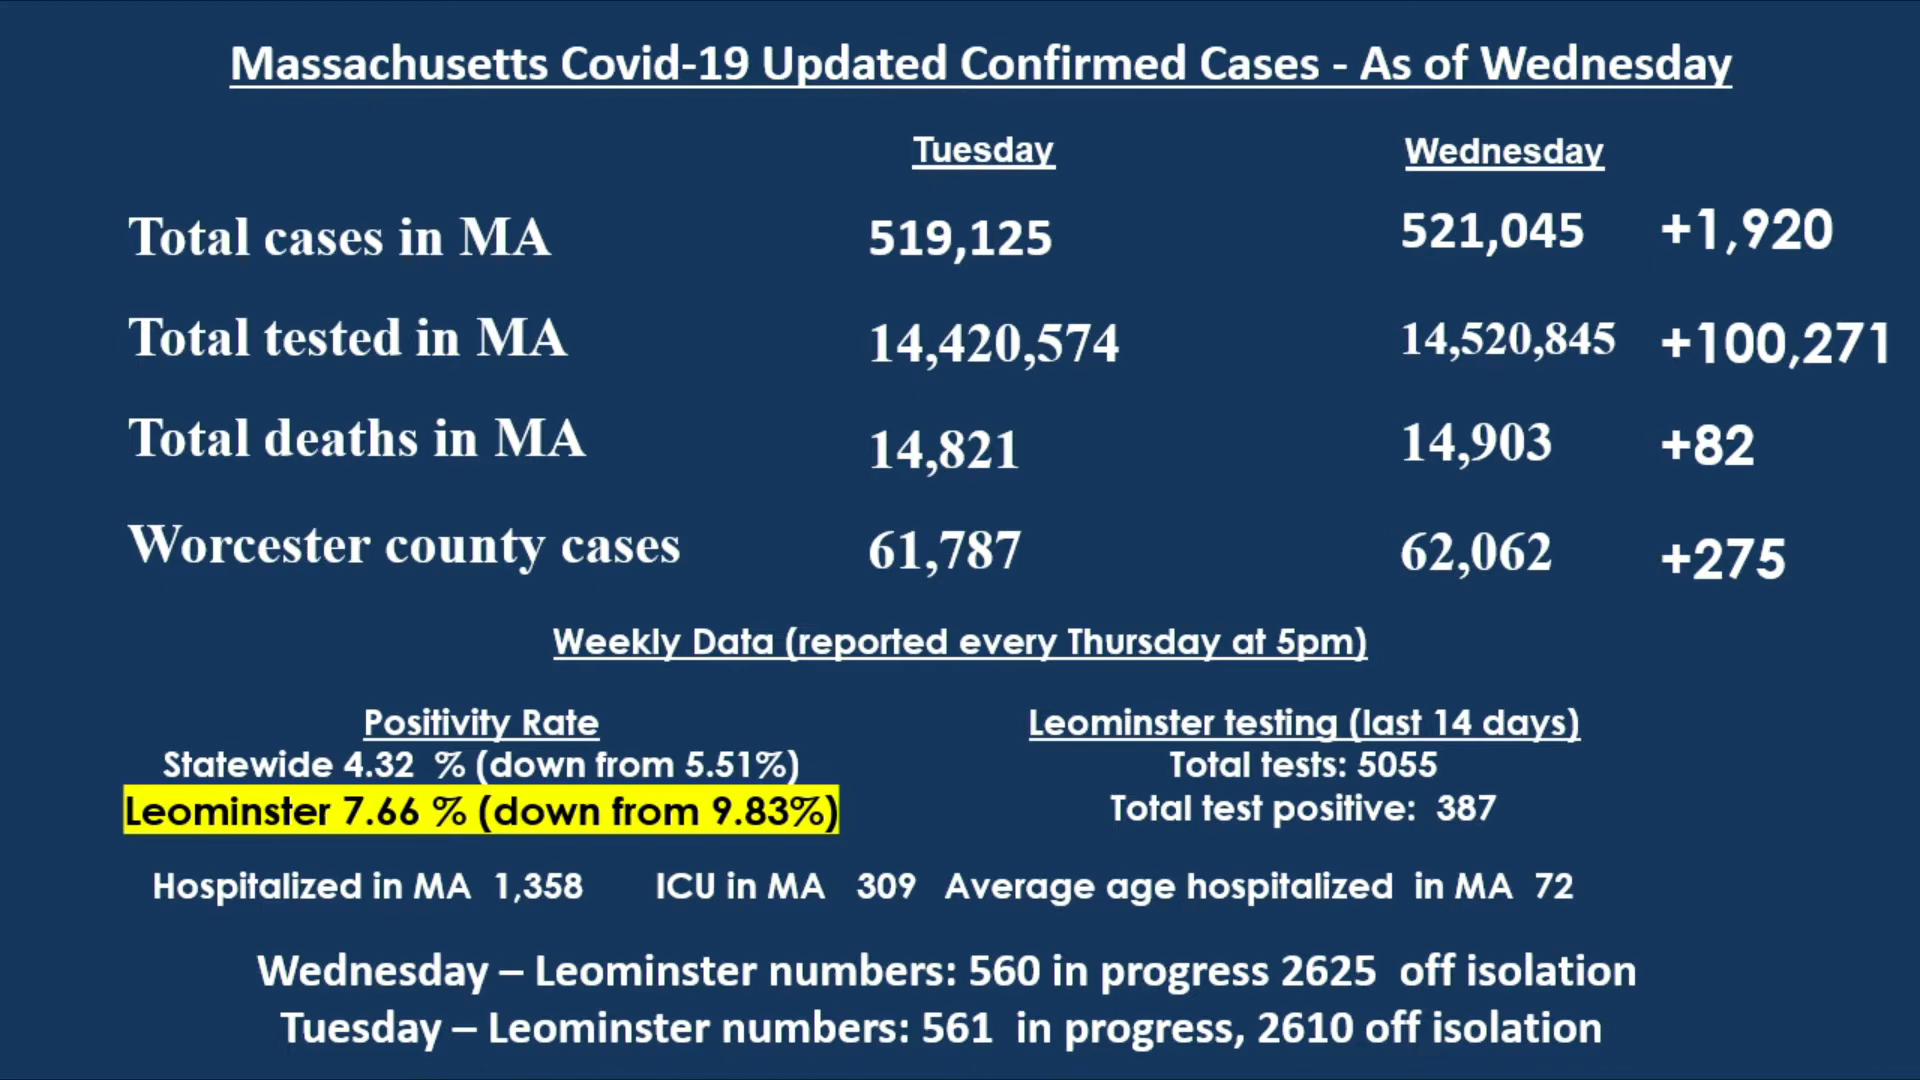 Massachusetts Covid-19 Updated Confirmed Cases - As of Wednesday
Tuesday Wednesday
Total cases in MA 519,125 521,045 +1,920
Total tested in MA 14,420,574 14,520,845 +100,271
Total deaths in MA 14,821 14,903 +82
Worcester county cases 61,787 62,062 +275
Weekly Data (reported every Thursday at 5pm)
Positivity Rate
Statewide 4.32 % (down from 5.51%)
Leominster 7.66 % (down from 9.83%)
Leominster testing (last 14 days)
Total tests: 5055
Total test positive: 387
Hospitalized in MA 1,358 ICU in MA 309 Average age hospitalized in MA 72
Wednesday – Leominster numbers: 560 in progress 2625 off isolation
Tuesday – Leominster numbers: 561 in progress, 2610 off isolation